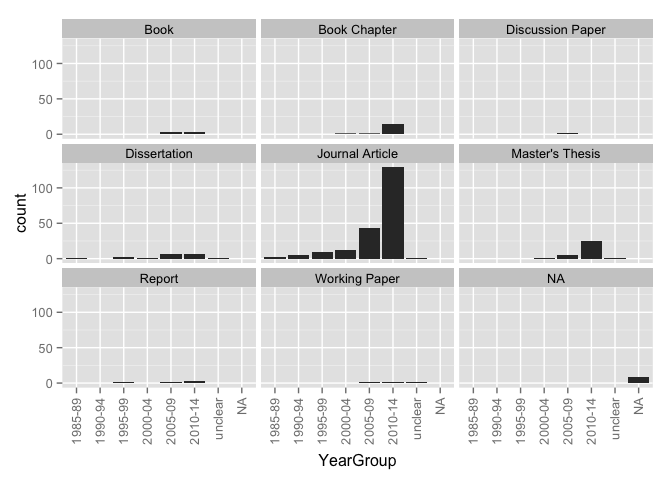 Book Book Chapter Discussion Paper
100
50
0
Dissertation Journal Article Master's Thesis
100
50
0
Report Working Paper NA
100
50
0
count
1985-89 1990-94 1995-99 2000-04 2005-09 2010-14 unclear NA 1985-89 1990-94 1995-99 2000-04 2005-09 2010-14 unclear NA 1985-89 1990-94 1995-99 2000-04 2005-09 2010-14 unclear NA
YearGroup